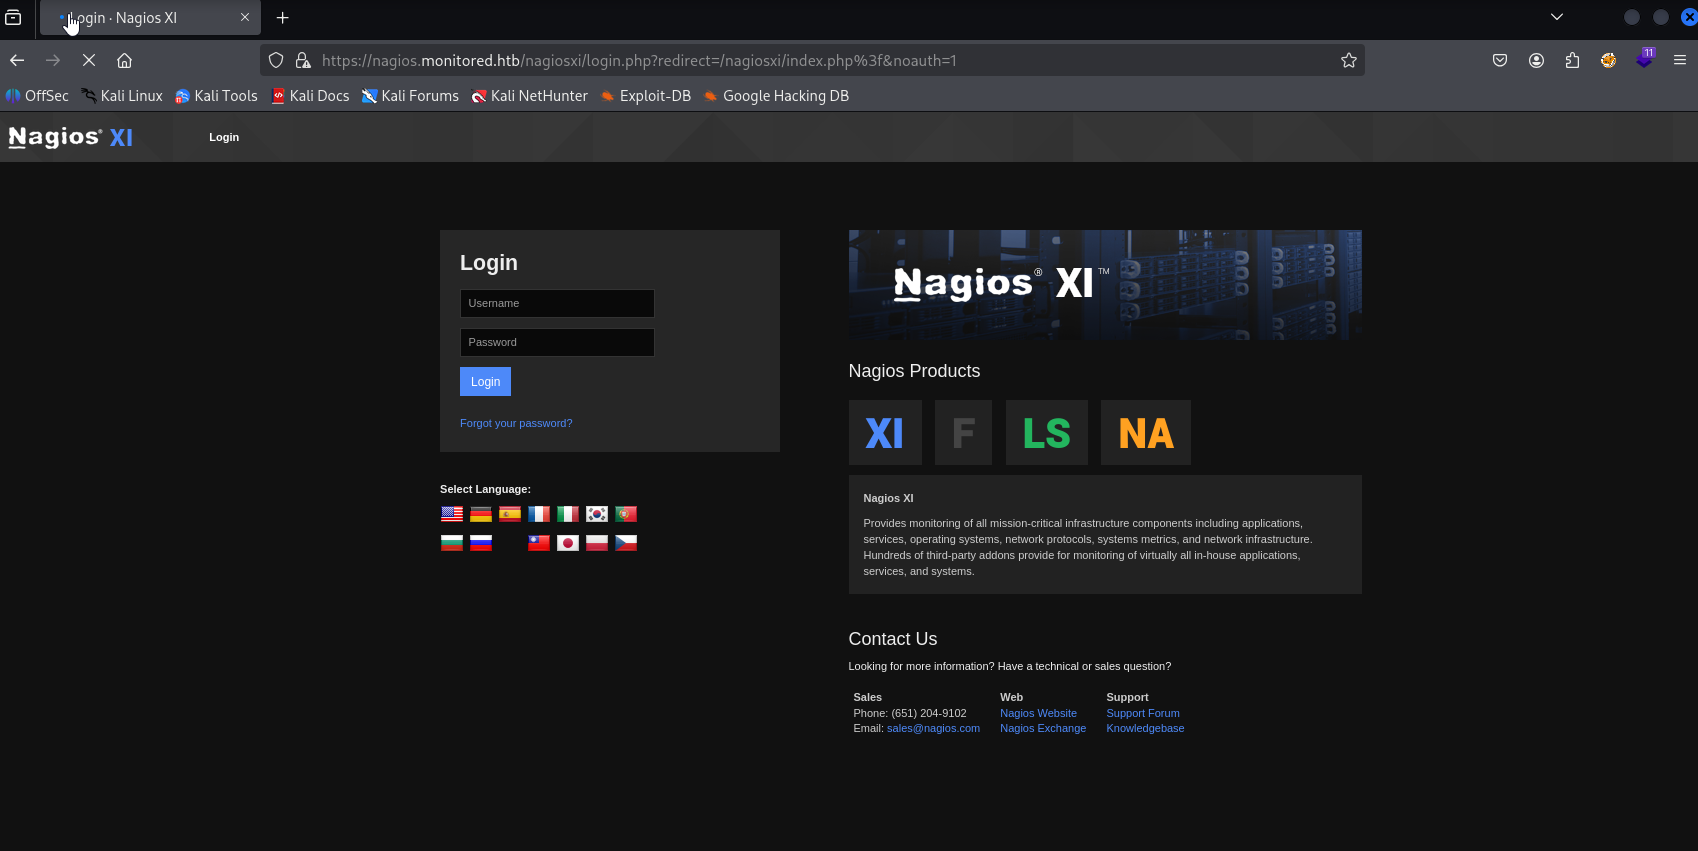 Login · Nagios XI
https://nagios.monitored.htb/nagiosxi/login.php?redirect=/nagiosxi/index.php%3f&noauth=1
11
OffSec Kali Linux Kali Tools Kali Docs Kali Forums Kali NetHunter Exploit-DB Google Hacking DB
Nagios® XI Login
Login
Username
Password
Login
Forgot your password?
Select Language:
Nagios® XI™
Nagios Products
XI F LS NA
Nagios XI
Provides monitoring of all mission-critical infrastructure components including applications,
services, operating systems, network protocols, systems metrics, and network infrastructure.
Hundreds of third-party addons provide for monitoring of virtually all in-house applications,
services, and systems.
Contact Us
Looking for more information? Have a technical or sales question?
Sales Web Support
Phone: (651) 204-9102 Nagios Website Support Forum
Email: sales@nagios.com Nagios Exchange Knowledgebase